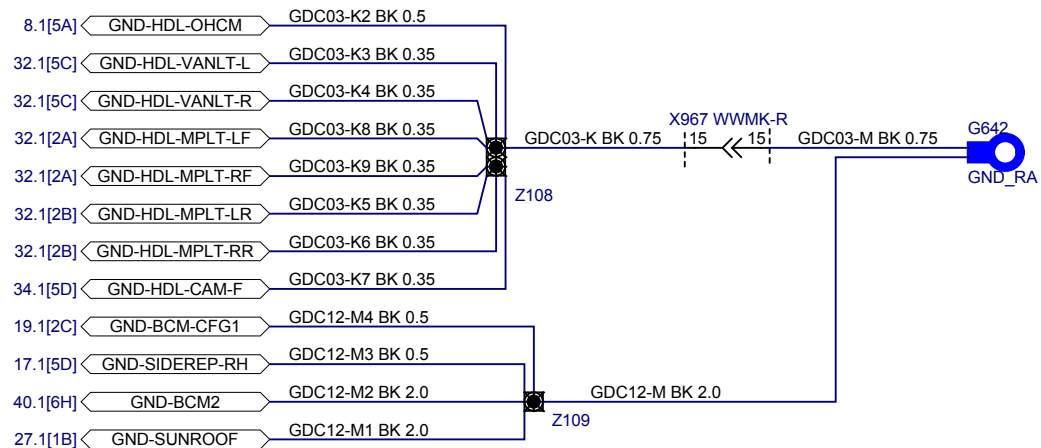 8.1[5A] GND-HDL-OHCM GDC03-K2 BK 0.5
32.1[5C] GND-HDL-VANLT-L GDC03-K3 BK 0.35
32.1[5C] GND-HDL-VANLT-R GDC03-K4 BK 0.35
X967 WWMK-R
32.1[2A] GND-HDL-MPLT-LF GDC03-K8 BK 0.35
GDC03-K BK 0.75 15 15 GDC03-M BK 0.75 G642
32.1[2A] GND-HDL-MPLT-RF GDC03-K9 BK 0.35
GND_RA
Z108
32.1[2B] GND-HDL-MPLT-LR GDC03-K5 BK 0.35
32.1[2B] GND-HDL-MPLT-RR GDC03-K6 BK 0.35
34.1[5D] GND-HDL-CAM-F GDC03-K7 BK 0.35
19.1[2C] GND-BCM-CFG1 GDC12-M4 BK 0.5
17.1[5D] GND-SIDEREP-RH GDC12-M3 BK 0.5
40.1[6H] GND-BCM2 GDC12-M2 BK 2.0 GDC12-M BK 2.0
Z109
27.1[1B] GND-SUNROOF GDC12-M1 BK 2.0